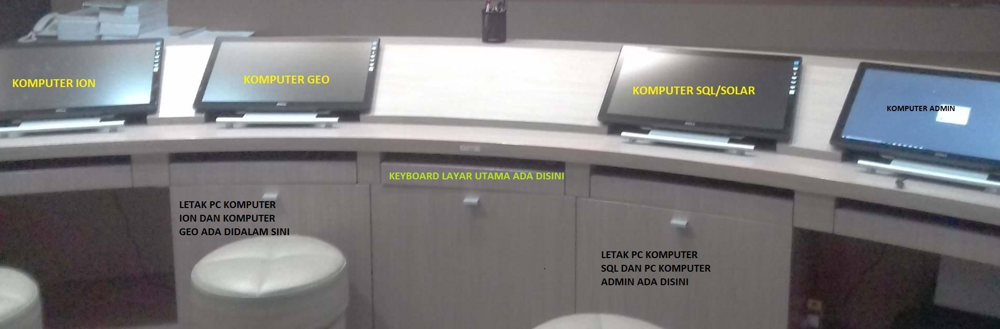 KOMPUTER ION
KOMPUTER GEO
KOMPUTER SQL/SOLAR
KOMPUTER ADMIN
KEYBOARD LAYAR UTAMA ADA DISINI
LETAK PC KOMPUTER
ION DAN KOMPUTER
GEO ADA DIDALAM SINI
LETAK PC KOMPUTER
SQL DAN PC KOMPUTER
ADMIN ADA DISINI